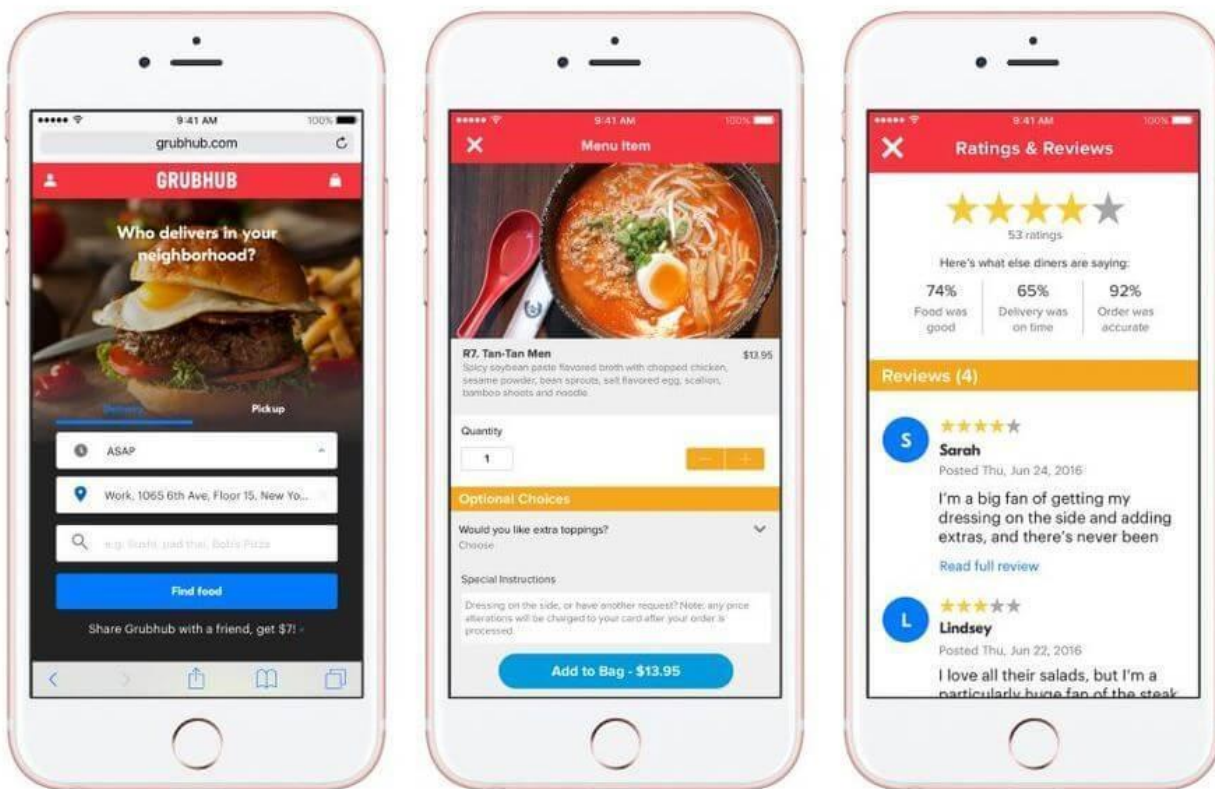 9:41 AM
100%
grubhub.com
GRUBHUB
Who delivers in your
neighborhood?
Delivery
Pickup
ASAP
Work, 1065 6th Ave, Floor 15, New Yo...
e.g. Sushi, pad thai, Bob's Pizza
Find food
Share Grubhub with a friend, get $7!
9:41 AM
100%
Menu Item
R7. Tan-Tan Men
$13.95
Spicy soybean paste flavored broth with chopped chicken,
sesame powder, bean sprouts, salt flavored egg, scallion,
bamboo shoots and noodle.
Quantity
1
Optional Choices
Would you like extra toppings?
Choose
Special Instructions
Dressing on the side, or have another request? Note: any price
alterations will be charged to your card after your order is
processed.
Add to Bag - $13.95
9:41 AM
100%
Ratings & Reviews
53 ratings
Here's what else diners are saying:
74%
Food was
good
65%
Delivery was
on time
92%
Order was
accurate
Reviews (4)
S
Sarah
Posted Thu, Jun 24, 2016
I'm a big fan of getting my
dressing on the side and adding
extras, and there's never been
Read full review
L
Lindsey
Posted Thu, Jun 22, 2016
I love all their salads, but I'm a
particularly huge fan of the steak